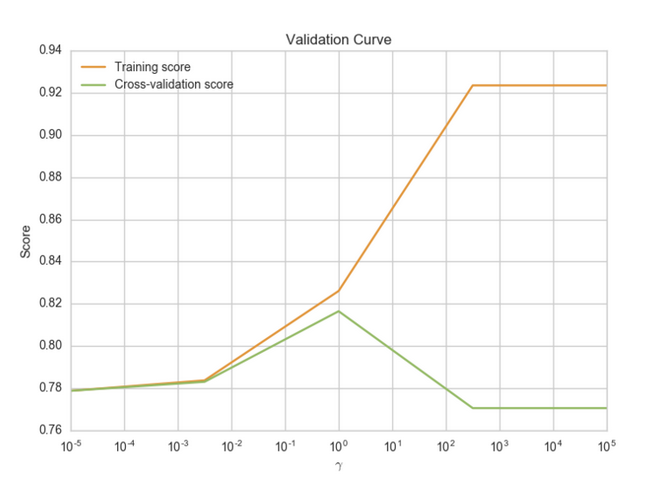 Validation Curve
0.94
0.92
0.90
0.88
0.86
0.84
0.82
0.80
0.78
0.76
Score
Training score
Cross-validation score
10⁻⁵ 10⁻⁴ 10⁻³ 10⁻² 10⁻¹ 10⁰ 10¹ 10² 10³ 10⁴ 10⁵
γ